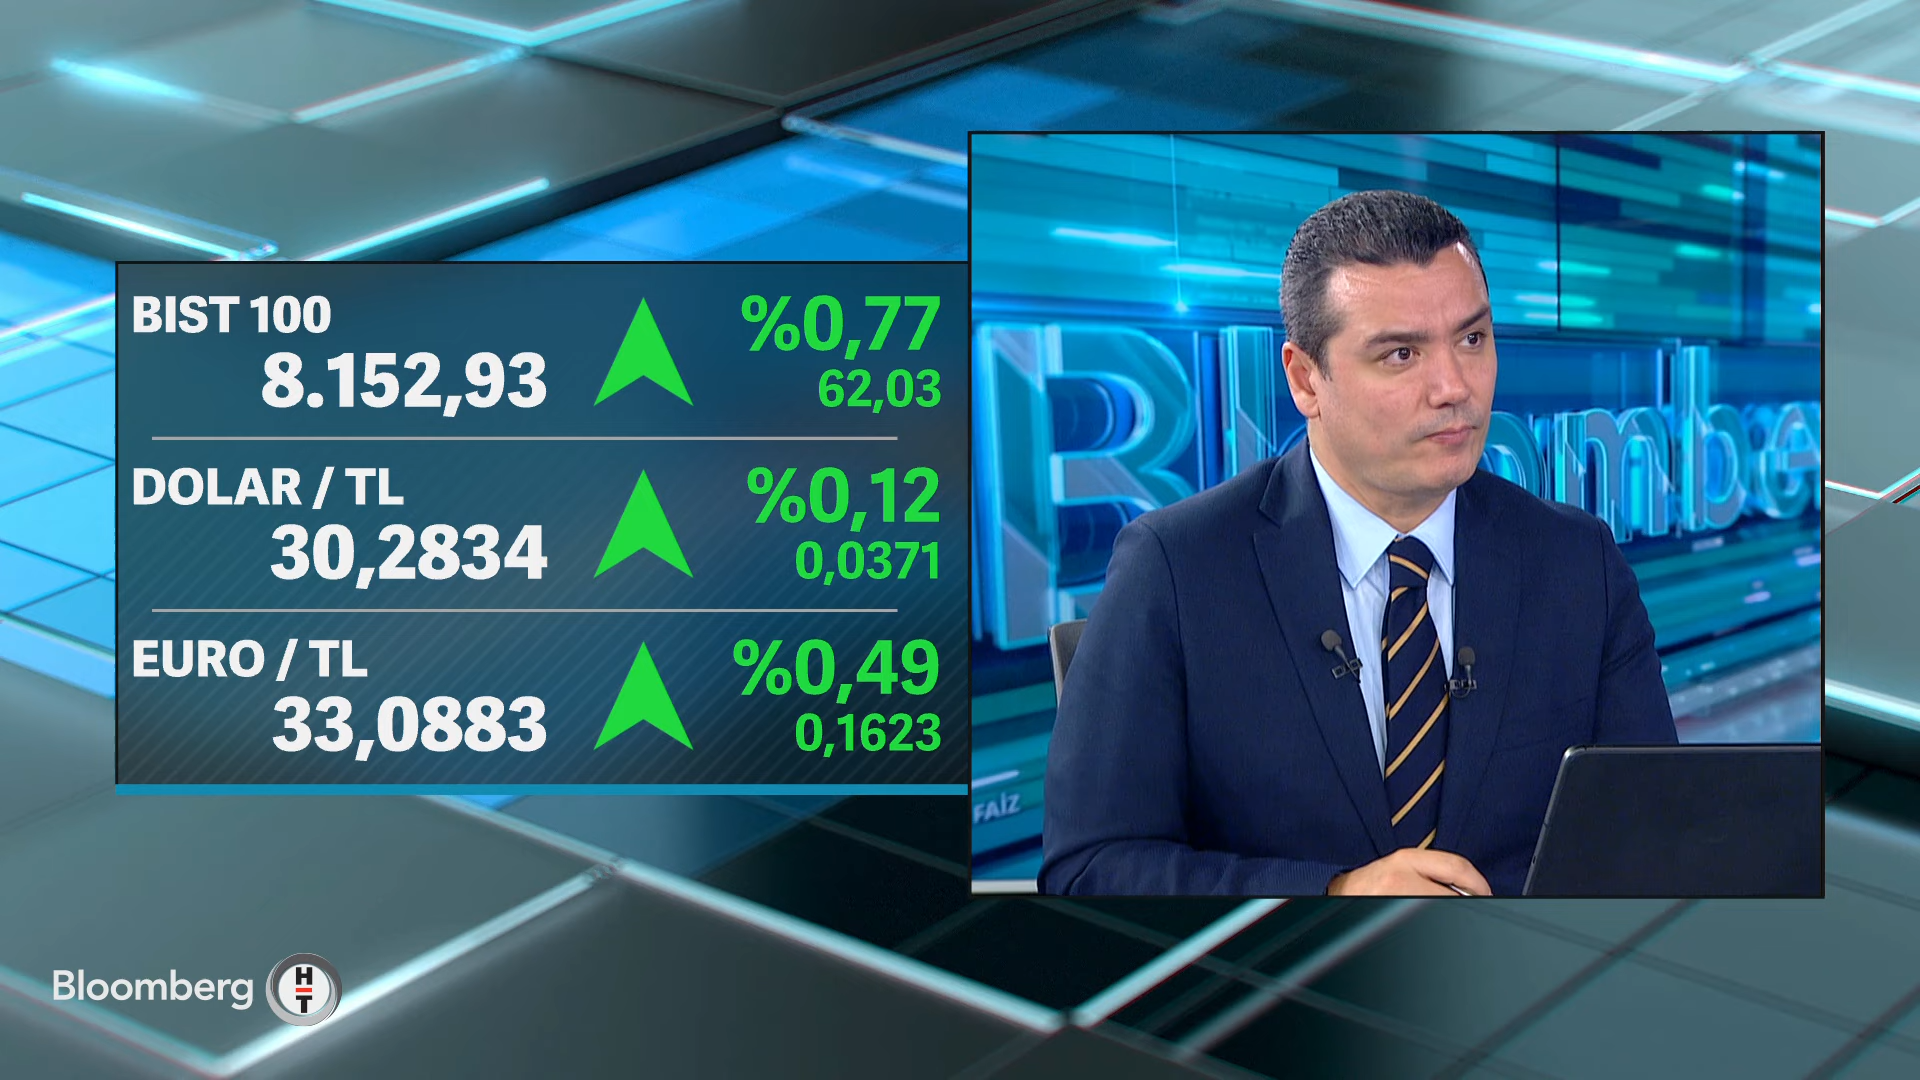 BIST 100
8.152,93
%0,77
62,03
DOLAR / TL
30,2834
%0,12
0,0371
EURO / TL
33,0883
%0,49
0,1623
Bloombe
FAİZ
Bloomberg HT